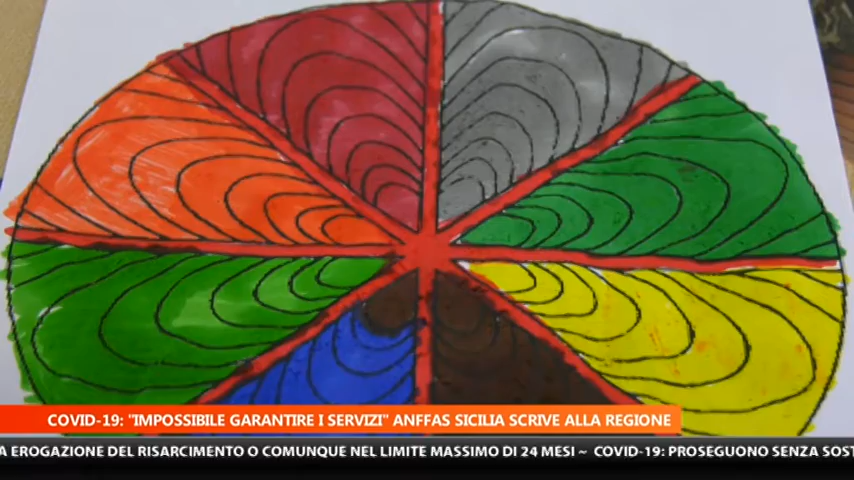 COVID-19: "IMPOSSIBILE GARANTIRE I SERVIZI" ANFFAS SICILIA SCRIVE ALLA REGIONE
A EROGAZIONE DEL RISARCIMENTO O COMUNQUE NEL LIMITE MASSIMO DI 24 MESI ~ COVID-19: PROSEGUONO SENZA SOST